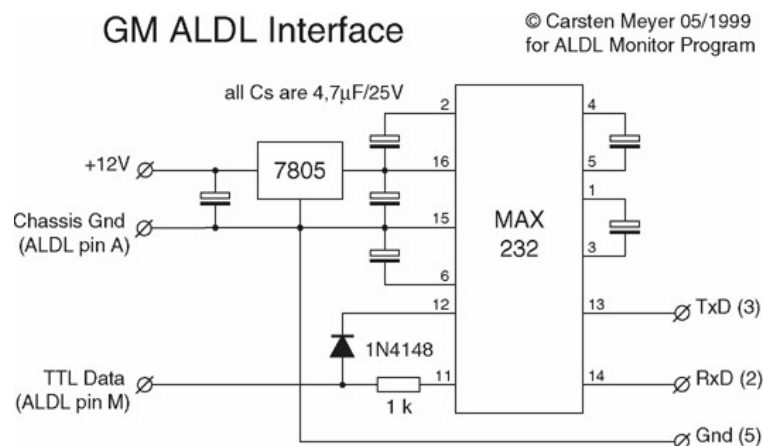 GM ALDL Interface
© Carsten Meyer 05/1999
for ALDL Monitor Program
all Cs are 4,7µF/25V
2
4
+12V
7805
16
5
1
Chassis Gnd
(ALDL pin A)
15
MAX
232
3
6
12
13
TxD (3)
1N4148
TTL Data
(ALDL pin M)
11
1 k
14
RxD (2)
Gnd (5)